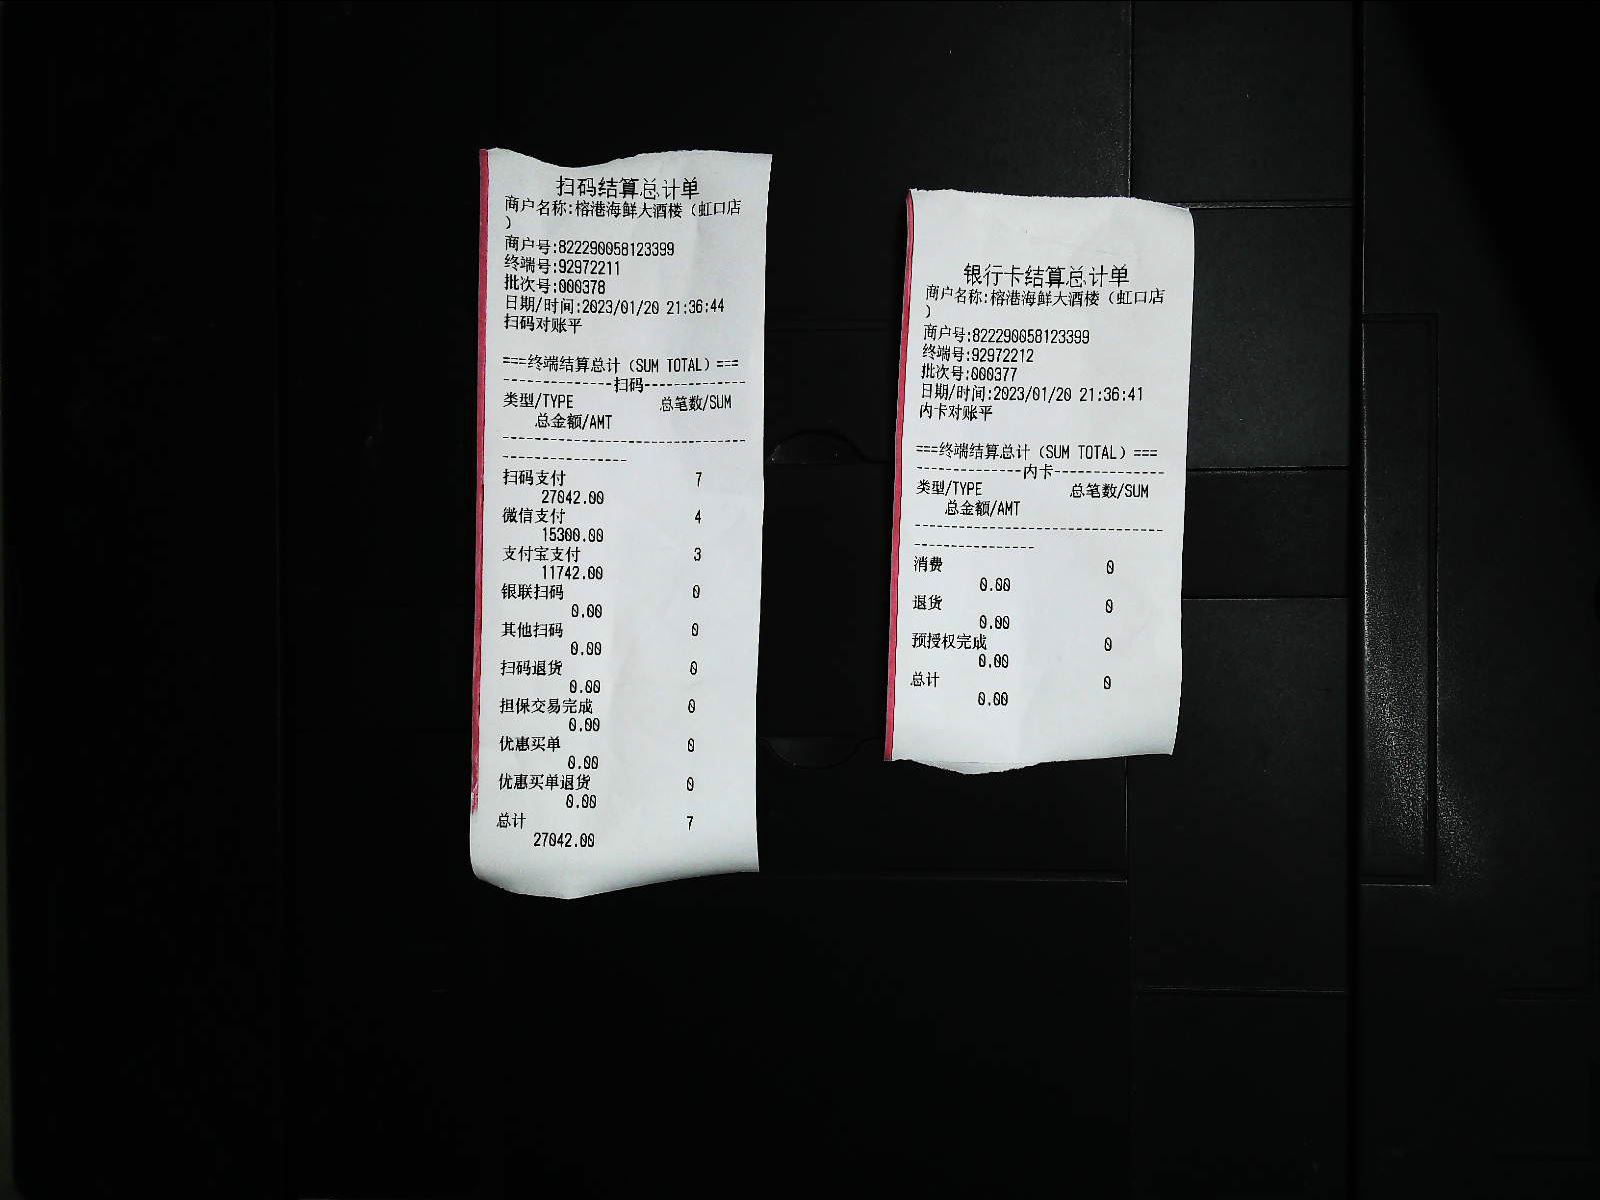 扫码结算总计单
商户名称:榕港海鲜大酒楼（虹口店
）
商户号:822290058123399
终端号:92972211
批次号:000378
日期/时间:2023/01/20 21:36:44
扫码对账平
===终端结算总计（SUM TOTAL）===
---------------扫码--------------
类型/TYPE 总笔数/SUM
总金额/AMT
---------------------------------
----------------
扫码支付 7
27042.00
微信支付 4
15300.00
支付宝支付 3
11742.00
银联扫码 0
0.00
其他扫码 0
0.00
扫码退货 0
0.00
担保交易完成 0
0.00
优惠买单 0
0.00
优惠买单退货 0
0.00
总计 7
27042.00
银行卡结算总计单
商户名称:榕港海鲜大酒楼（虹口店
）
商户号:822290058123399
终端号:92972212
批次号:000377
日期/时间:2023/01/20 21:36:41
内卡对账平
===终端结算总计（SUM TOTAL）===
---------------内卡---------------
类型/TYPE 总笔数/SUM
总金额/AMT
----------------------------------
----------------
消费 0
0.00
退货 0
0.00
预授权完成 0
0.00
总计 0
0.00